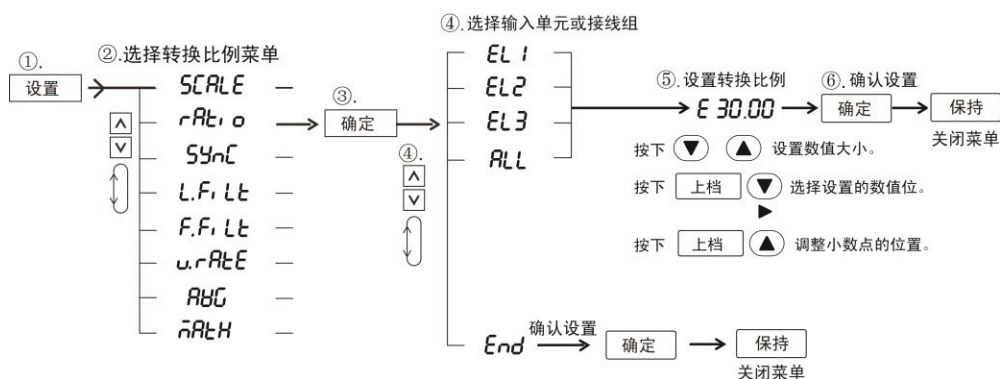 ①.
设置
②.选择转换比例菜单
SCALE
rAtio
SYnC
L.FiLt
F.FiLt
u.rAtE
AVG
MAtH
③.
确定
④.
④.选择输入单元或接线组
EL1
EL2
EL3
ALL
⑤.设置转换比例
E 30.00
⑥.确认设置
确定
保持
关闭菜单
按下 ▼ ▲ 设置数值大小。
按下 上档 ▼ 选择设置的数值位。
▶
按下 上档 ▲ 调整小数点的位置。
End
确认设置
确定
保持
关闭菜单